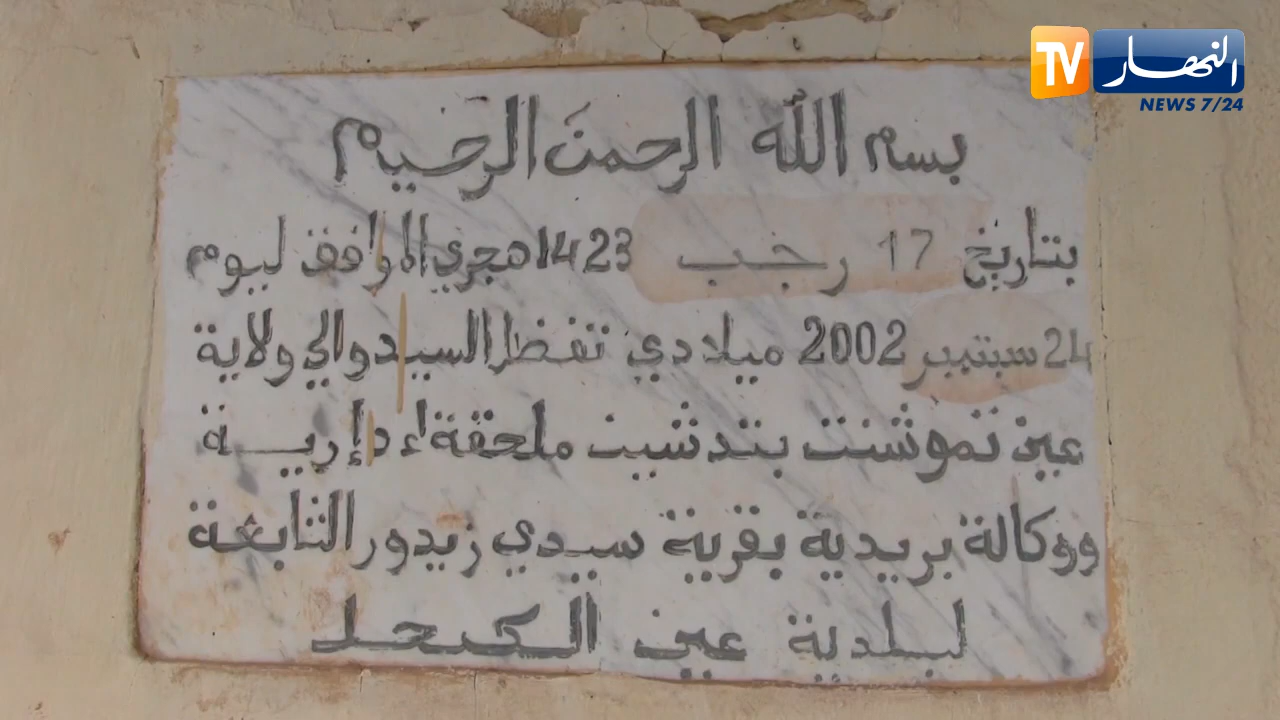 TV النهار
NEWS 7/24
بسم الله الرحمن الرحيم
بتاريخ 17 رجب 1423 هجري الموافق ليوم
24 سبتمبر 2002 ميلادي تفظل السيد والي ولاية
عين تموشنت بتدشين ملحقة إدارية
ووكالة بريدية بقرية سيدي زيدور التابعة
لبلدية عين الكيحل